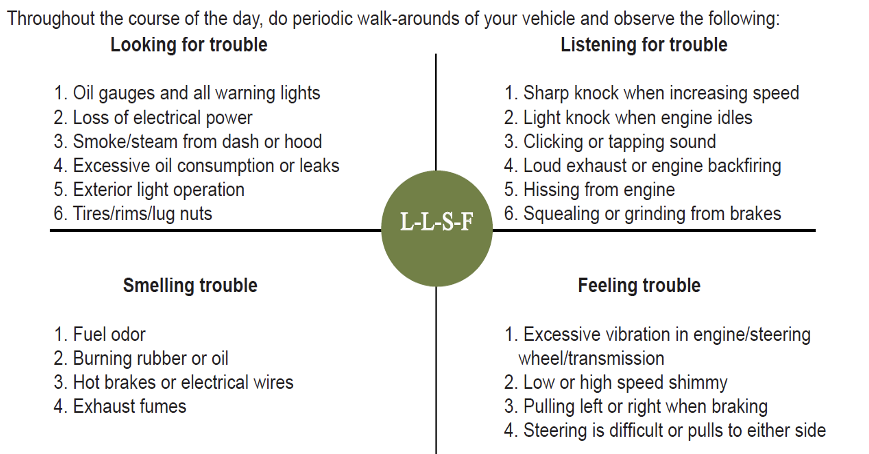 Throughout the course of the day, do periodic walk-arounds of your vehicle and observe the following:
Looking for trouble
1. Oil gauges and all warning lights
2. Loss of electrical power
3. Smoke/steam from dash or hood
4. Excessive oil consumption or leaks
5. Exterior light operation
6. Tires/rims/lug nuts
Listening for trouble
1. Sharp knock when increasing speed
2. Light knock when engine idles
3. Clicking or tapping sound
4. Loud exhaust or engine backfiring
5. Hissing from engine
6. Squealing or grinding from brakes
L-L-S-F
Smelling trouble
1. Fuel odor
2. Burning rubber or oil
3. Hot brakes or electrical wires
4. Exhaust fumes
Feeling trouble
1. Excessive vibration in engine/steering
wheel/transmission
2. Low or high speed shimmy
3. Pulling left or right when braking
4. Steering is difficult or pulls to either side